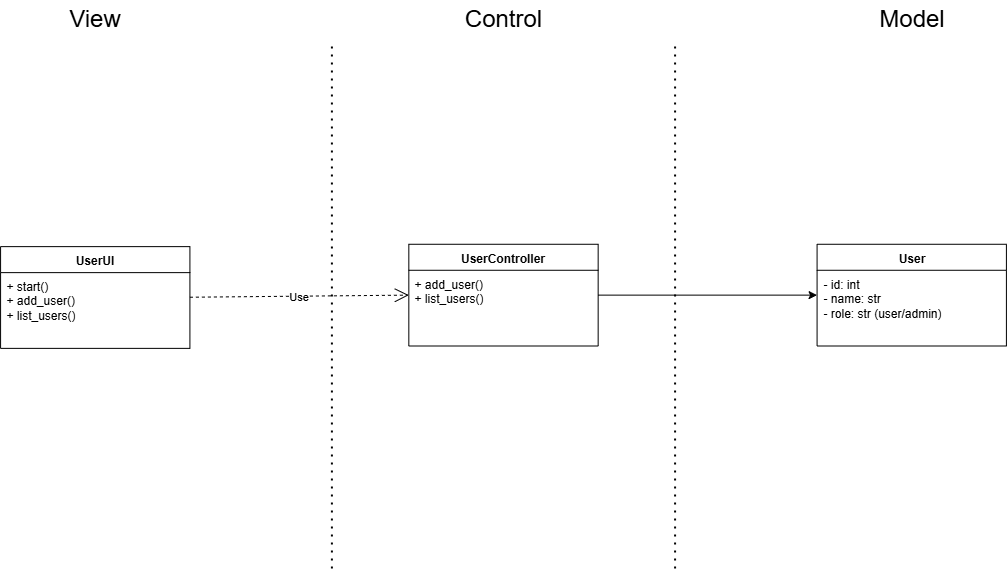 View
Control
Model
UserUI
+ start()
+ add_user()
+ list_users()
Use
UserController
+ add_user()
+ list_users()
User
- id: int
- name: str
- role: str (user/admin)